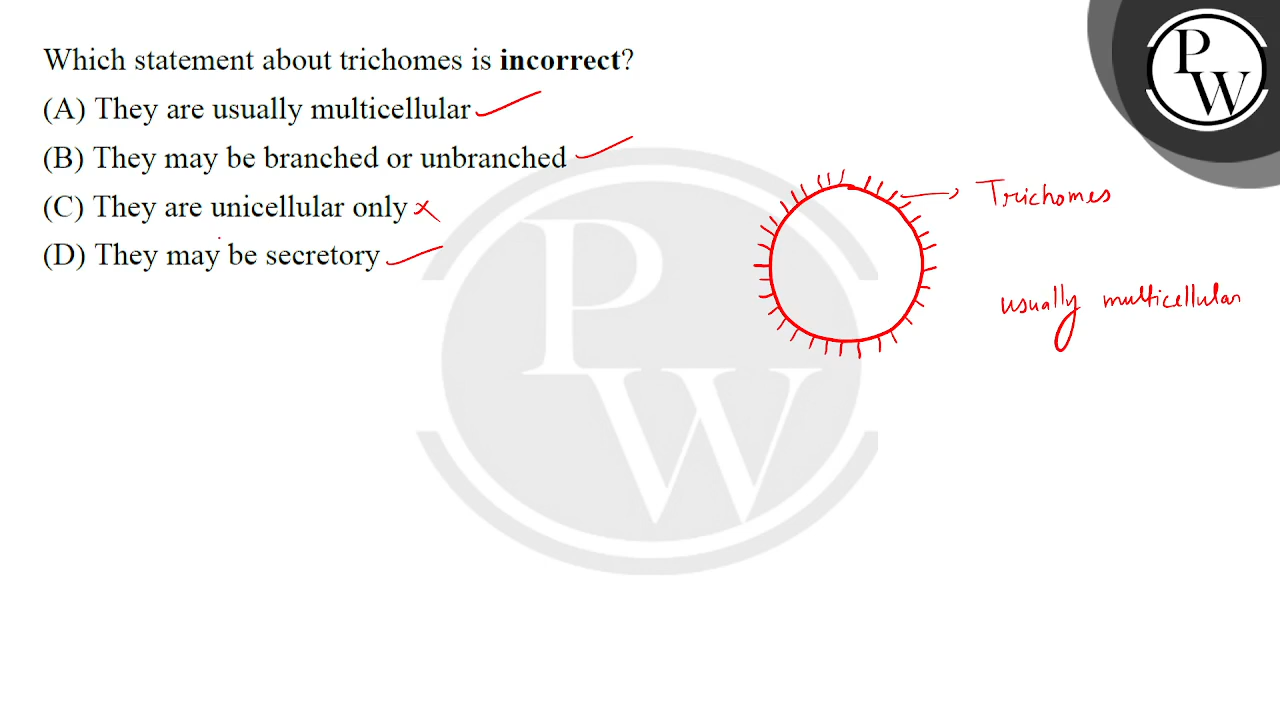 Which statement about trichomes is incorrect?
(A) They are usually multicellular
(B) They may be branched or unbranched
(C) They are unicellular only
(D) They may be secretory
Trichomes
usually multicellular
P
W
P
W